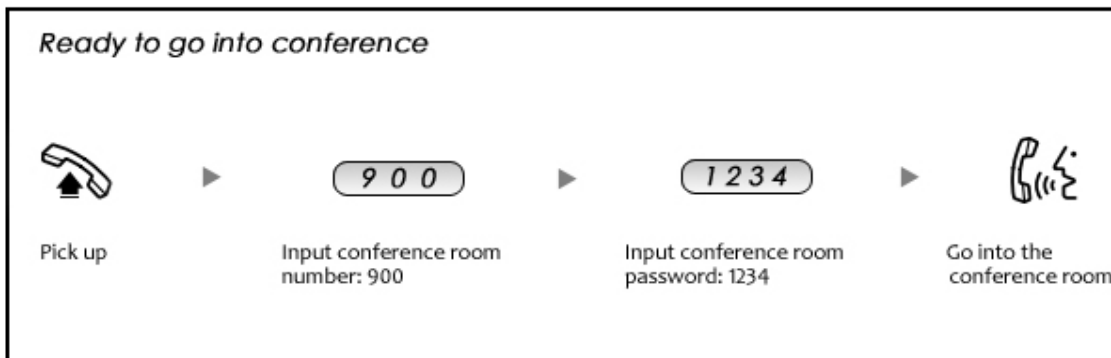 Ready to go into conference
9 0 0
1 2 3 4
Pick up
Input conference room
number: 900
Input conference room
password: 1234
Go into the
conference room